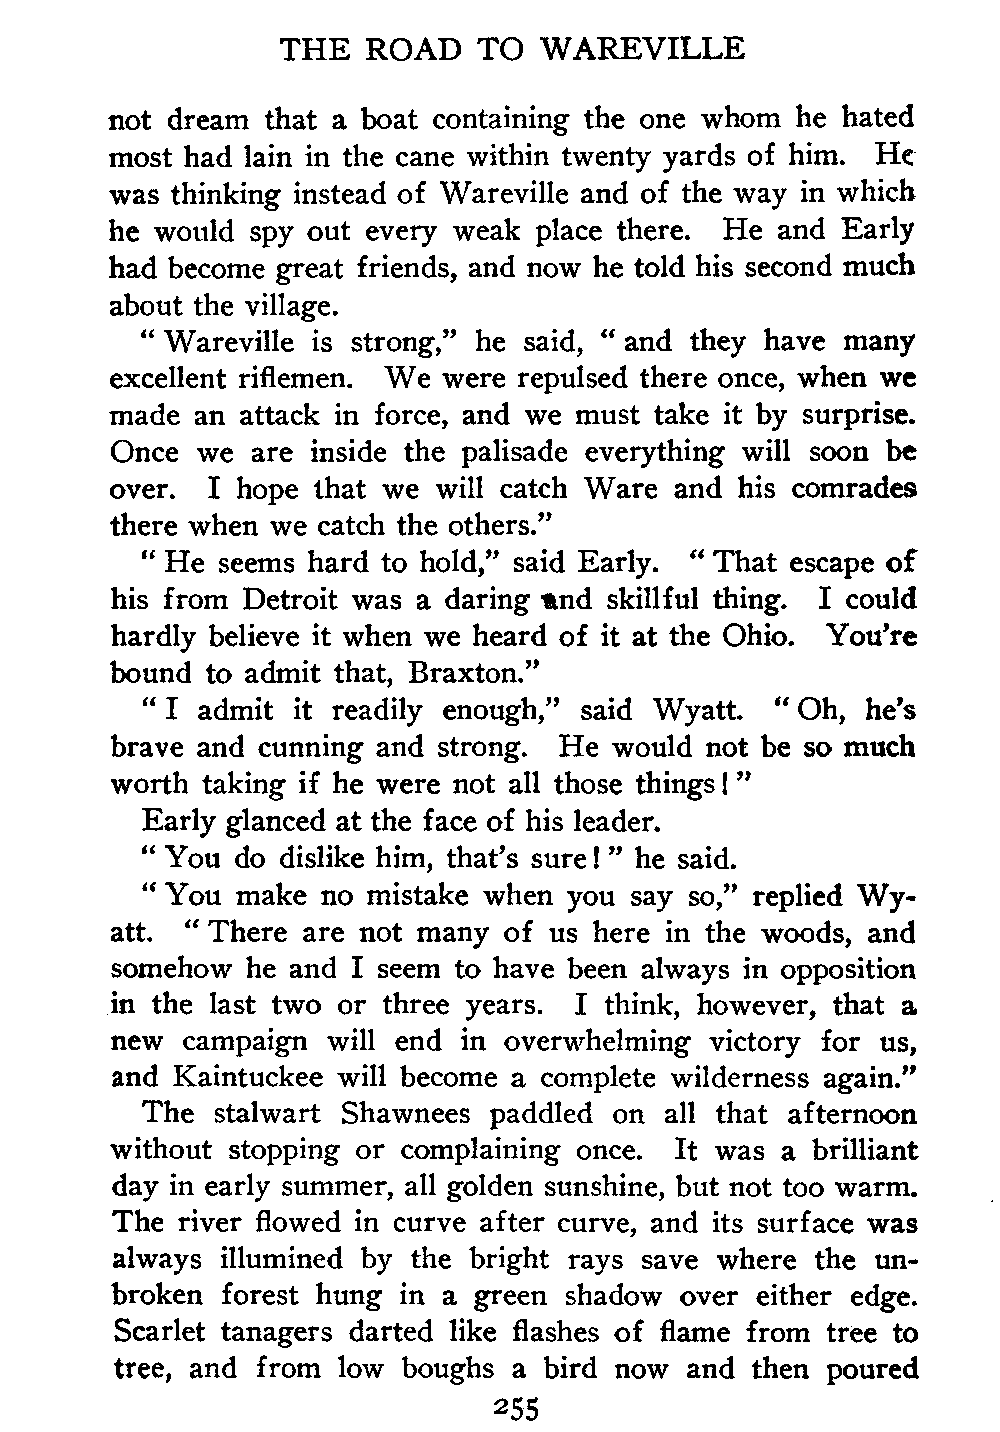 THE ROAD TO WAREVILLE
not dream that a boat containing the one whom he hated
most had lain in the cane within twenty yards of him. He
was thinking instead of Wareville and of the way in which
he would spy out every weak place there. He and Early
had become great friends, and now he told his second much
about the village.
“ Wareville is strong,” he said, “ and they have many
excellent riflemen. We were repulsed there once, when we
made an attack in force, and we must take it by surprise.
Once we are inside the palisade everything will soon be
over. I hope that we will catch Ware and his comrades
there when we catch the others.”
“ He seems hard to hold,” said Early. “ That escape of
his from Detroit was a daring and skillful thing. I could
hardly believe it when we heard of it at the Ohio. You’re
bound to admit that, Braxton.”
“ I admit it readily enough,” said Wyatt. “ Oh, he’s
brave and cunning and strong. He would not be so much
worth taking if he were not all those things! ”
Early glanced at the face of his leader.
“ You do dislike him, that’s sure! ” he said.
“ You make no mistake when you say so,” replied Wy-
att. “ There are not many of us here in the woods, and
somehow he and I seem to have been always in opposition
in the last two or three years. I think, however, that a
new campaign will end in overwhelming victory for us,
and Kaintuckee will become a complete wilderness again.”
The stalwart Shawnees paddled on all that afternoon
without stopping or complaining once. It was a brilliant
day in early summer, all golden sunshine, but not too warm.
The river flowed in curve after curve, and its surface was
always illumined by the bright rays save where the un-
broken forest hung in a green shadow over either edge.
Scarlet tanagers darted like flashes of flame from tree to
tree, and from low boughs a bird now and then poured
255